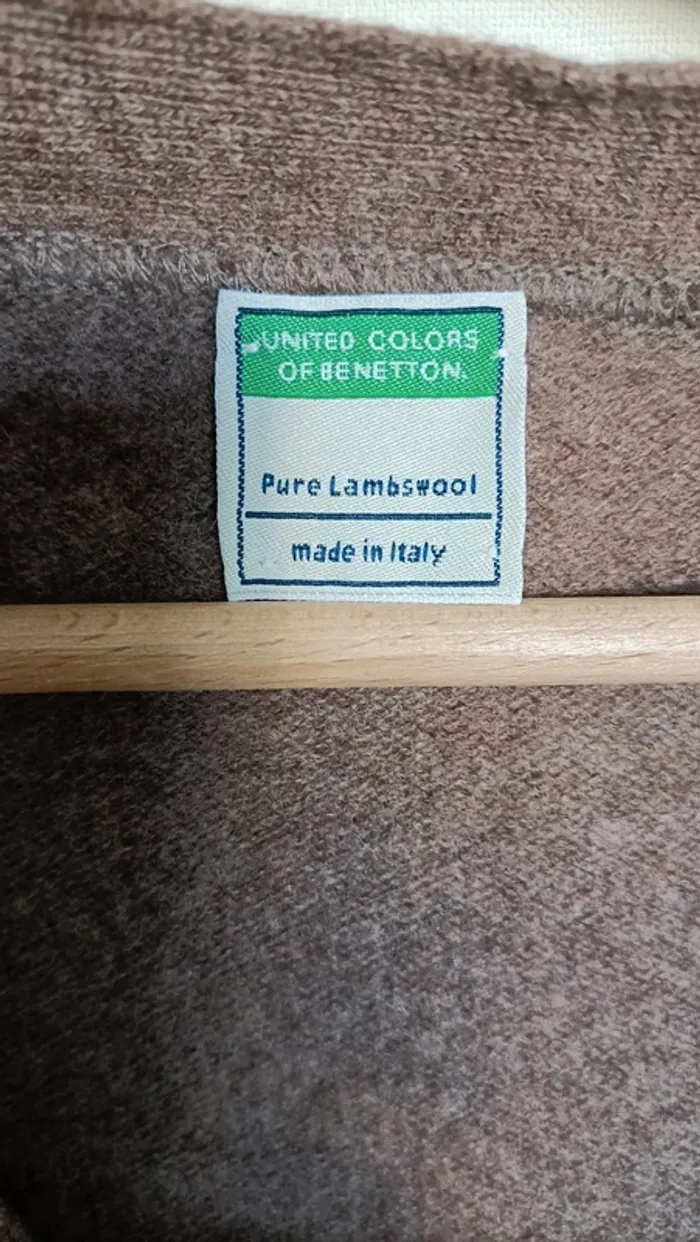 UNITED COLORS
OF BENETTON.
Pure Lambswool
made in Italy